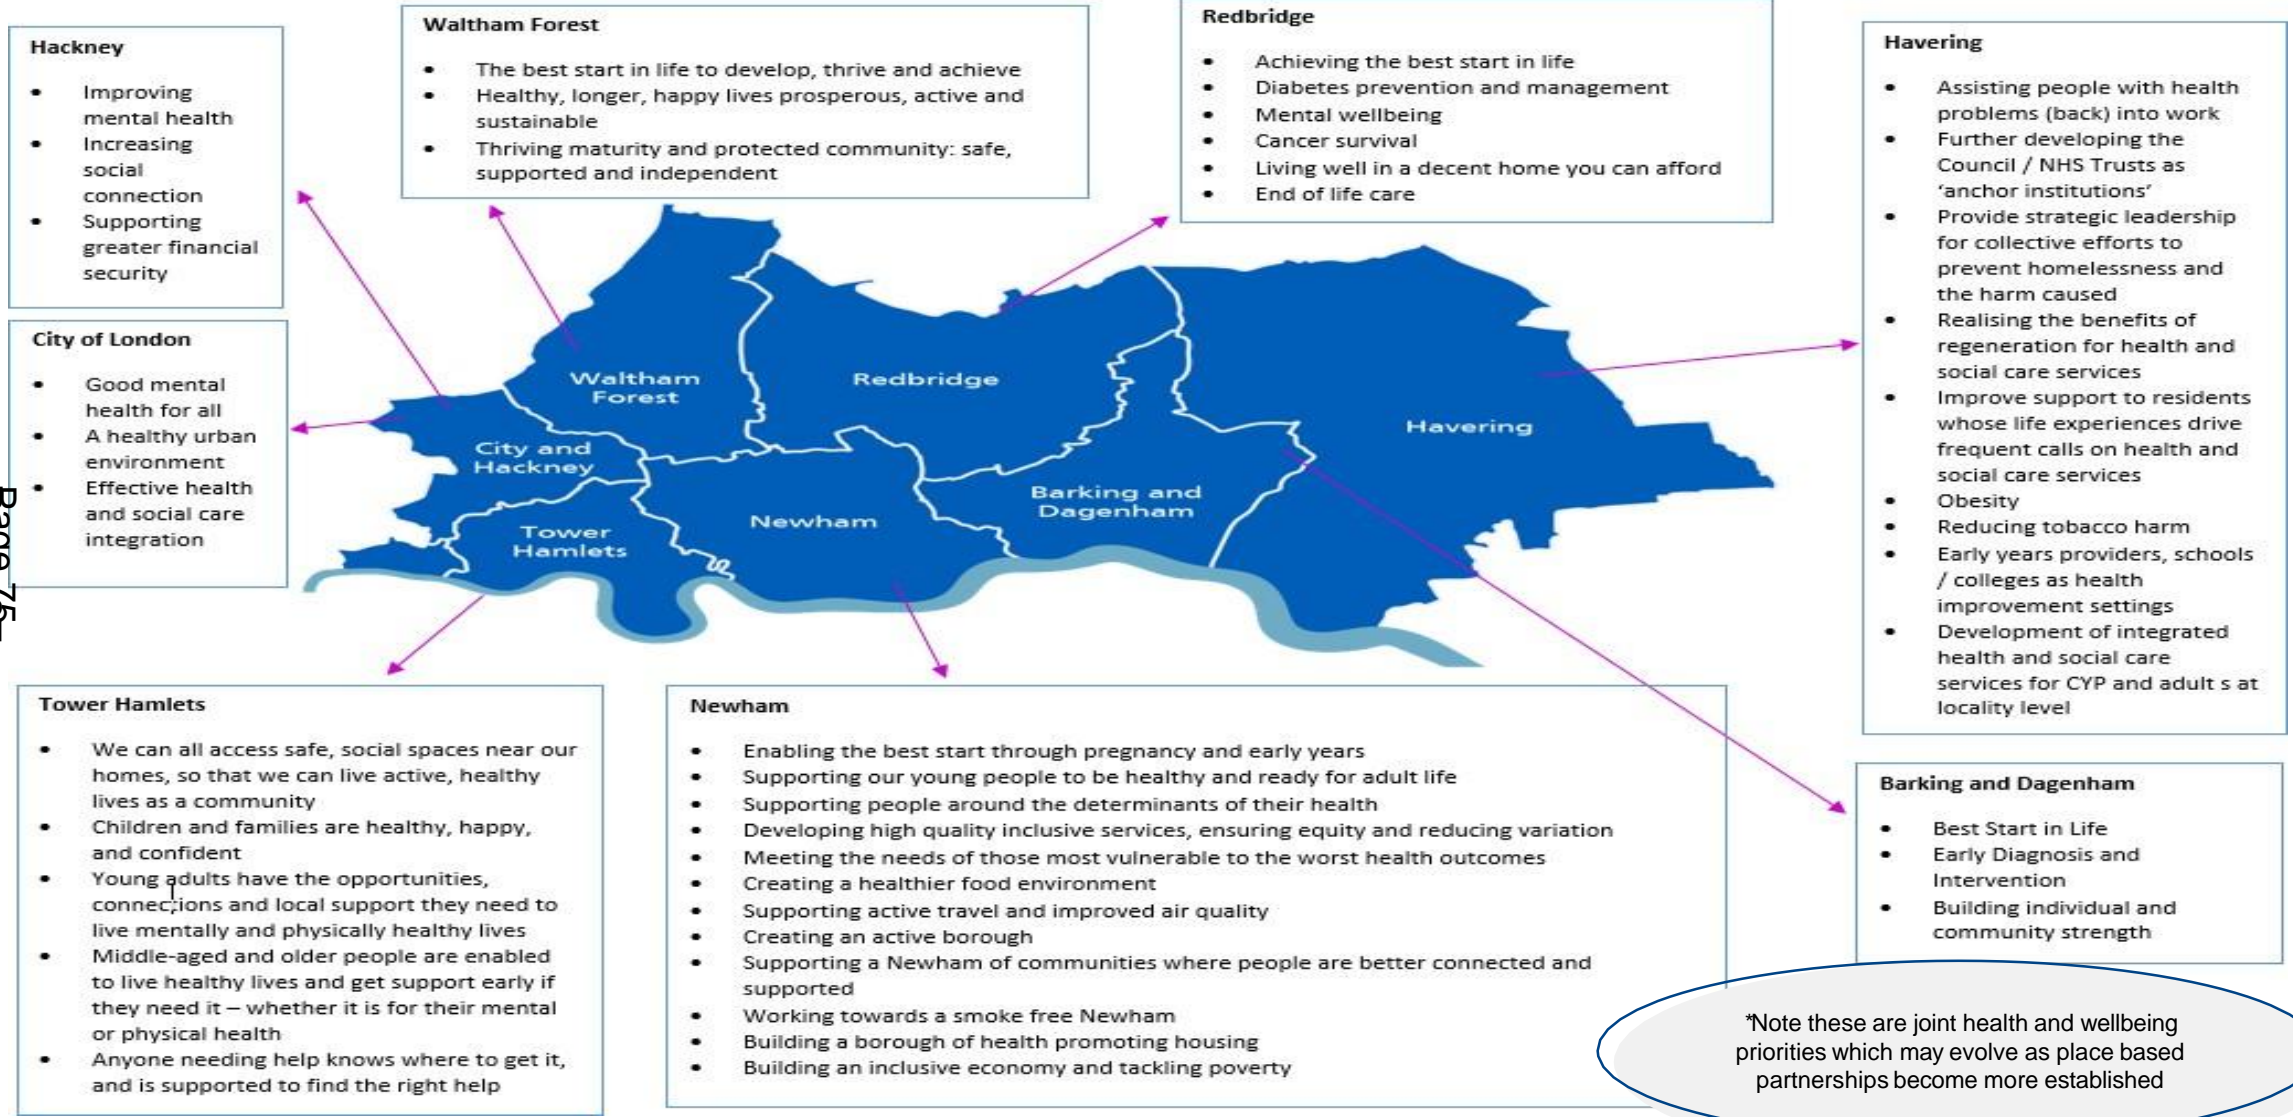 Hackney
• Improving
mental health
• Increasing
social
connection
• Supporting
greater financial
security
Waltham Forest
• The best start in life to develop, thrive and achieve
• Healthy, longer, happy lives prosperous, active and
sustainable
• Thriving maturity and protected community: safe,
supported and independent
Redbridge
• Achieving the best start in life
• Diabetes prevention and management
• Mental wellbeing
• Cancer survival
• Living well in a decent home you can afford
• End of life care
Havering
• Assisting people with health
problems (back) into work
• Further developing the
Council / NHS Trusts as
‘anchor institutions’
• Provide strategic leadership
for collective efforts to
prevent homelessness and
the harm caused
• Realising the benefits of
regeneration for health and
social care services
• Improve support to residents
whose life experiences drive
frequent calls on health and
social care services
• Obesity
• Reducing tobacco harm
• Early years providers, schools
/ colleges as health
improvement settings
• Development of integrated
health and social care
services for CYP and adult s at
locality level
City of London
• Good mental
health for all
• A healthy urban
environment
• Effective health
and social care
integration
Waltham
Forest
Redbridge
Havering
City and
Hackney
Barking and
Dagenham
Newham
Tower
Hamlets
Page 75
Tower Hamlets
• We can all access safe, social spaces near our
homes, so that we can live active, healthy
lives as a community
• Children and families are healthy, happy,
and confident
• Young adults have the opportunities,
connections and local support they need to
live mentally and physically healthy lives
• Middle-aged and older people are enabled
to live healthy lives and get support early if
they need it – whether it is for their mental
or physical health
• Anyone needing help knows where to get it,
and is supported to find the right help
Newham
• Enabling the best start through pregnancy and early years
• Supporting our young people to be healthy and ready for adult life
• Supporting people around the determinants of their health
• Developing high quality inclusive services, ensuring equity and reducing variation
• Meeting the needs of those most vulnerable to the worst health outcomes
• Creating a healthier food environment
• Supporting active travel and improved air quality
• Creating an active borough
• Supporting a Newham of communities where people are better connected and
supported
• Working towards a smoke free Newham
• Building a borough of health promoting housing
• Building an inclusive economy and tackling poverty
Barking and Dagenham
• Best Start in Life
• Early Diagnosis and
Intervention
• Building individual and
community strength
*Note these are joint health and wellbeing
priorities which may evolve as place based
partnerships become more established